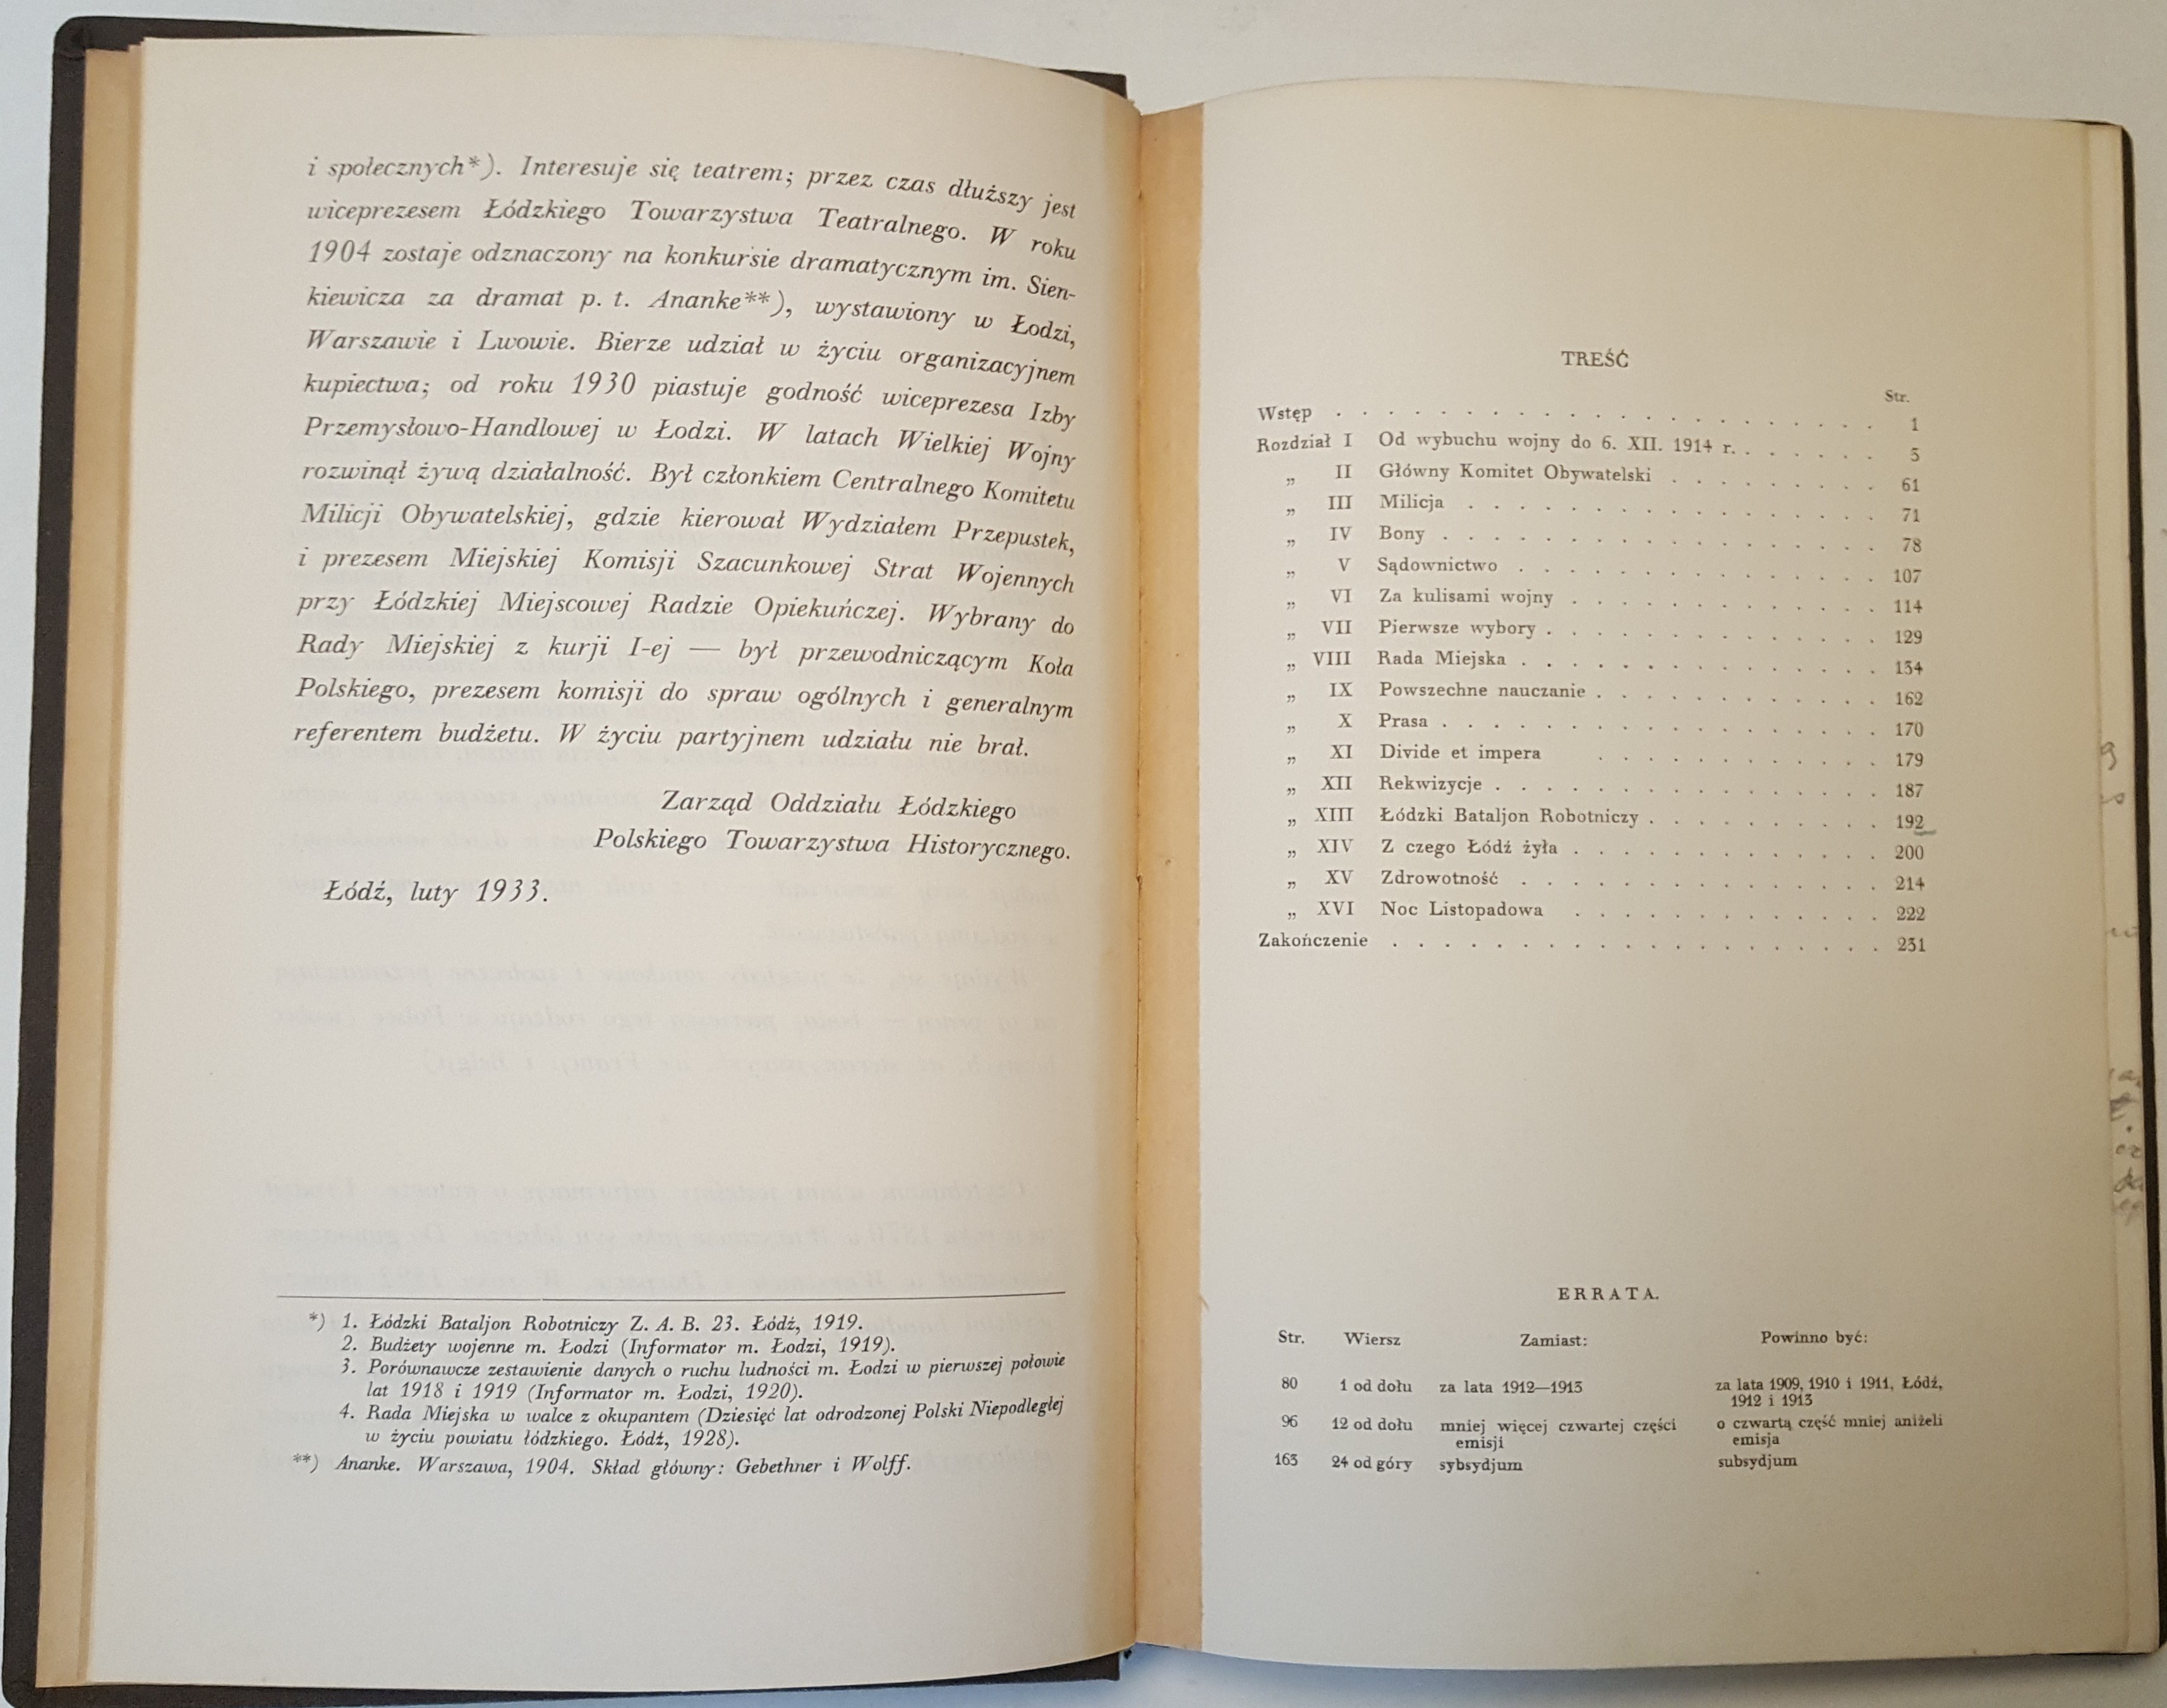 i społecznych*). Interesuje się teatrem; przez czas dłuższy jest
wiceprezesem Łódzkiego Towarzystwa Teatralnego. W roku
1904 zostaje odznaczony na konkursie dramatycznym im. Sien-
kiewicza za dramat p. t. Ananke**), wystawiony w Łodzi,
Warszawie i Lwowie. Bierze udział w życiu organizacyjnem
kupiectwa; od roku 1930 piastuje godność wiceprezesa Izby
Przemysłowo-Handlowej w Łodzi. W latach Wielkiej Wojny
rozwinął żywą działalność. Był członkiem Centralnego Komitetu
Milicji Obywatelskiej, gdzie kierował Wydziałem Przepustek,
i prezesem Miejskiej Komisji Szacunkowej Strat Wojennych
przy Łódzkiej Miejscowej Radzie Opiekuńczej. Wybrany do
Rady Miejskiej z kurji I-ej — był przewodniczącym Koła
Polskiego, prezesem komisji do spraw ogólnych i generalnym
referentem budżetu. W życiu partyjnem udziału nie brał.
Zarząd Oddziału Łódzkiego
Polskiego Towarzystwa Historycznego.
Łódź, luty 1933.
*) 1. Łódzki Bataljon Robotniczy Z. A. B. 23. Łódź, 1919.
2. Budżety wojenne m. Łodzi (Informator m. Łodzi, 1919).
3. Porównawcze zestawienie danych o ruchu ludności m. Łodzi w pierwszej połowie
lat 1918 i 1919 (Informator m. Łodzi, 1920).
4. Rada Miejska w walce z okupantem (Dziesięć lat odrodzonej Polski Niepodległej
w życiu powiatu łódzkiego. Łódź, 1928).
**) Ananke. Warszawa, 1904. Skład główny: Gebethner i Wolff.
TREŚĆ
Str.
Wstęp . . . . . . . . . . . . . . . . . . . . 1
Rozdział I Od wybuchu wojny do 6. XII. 1914 r. . . . . . . 5
„ II Główny Komitet Obywatelski . . . . . . . . . 61
„ III Milicja . . . . . . . . . . . . . . . . 71
„ IV Bony . . . . . . . . . . . . . . . . . 78
„ V Sądownictwo . . . . . . . . . . . . . . 107
„ VI Za kulisami wojny . . . . . . . . . . . . 114
„ VII Pierwsze wybory . . . . . . . . . . . . . 129
„ VIII Rada Miejska . . . . . . . . . . . . . . 134
„ IX Powszechne nauczanie . . . . . . . . . . . 162
„ X Prasa . . . . . . . . . . . . . . . . . 170
„ XI Divide et impera . . . . . . . . . . . 179
„ XII Rekwizycje . . . . . . . . . . . . . . . 187
„ XIII Łódzki Bataljon Robotniczy . . . . . . . . . 192
„ XIV Z czego Łódź żyła . . . . . . . . . . . . 200
„ XV Zdrowotność . . . . . . . . . . . . . . 214
„ XVI Noc Listopadowa . . . . . . . . . . . . 222
Zakończenie . . . . . . . . . . . . . . . . . . . 231
ERRATA.
Str. Wiersz Zamiast: Powinno być:
80 1 od dołu za lata 1912—1913 za lata 1909, 1910 i 1911, Łódź,
1912 i 1913
96 12 od dołu mniej więcej czwartej części o czwartą część mniej aniżeli
emisji emisja
163 24 od góry sybsydjum subsydjum